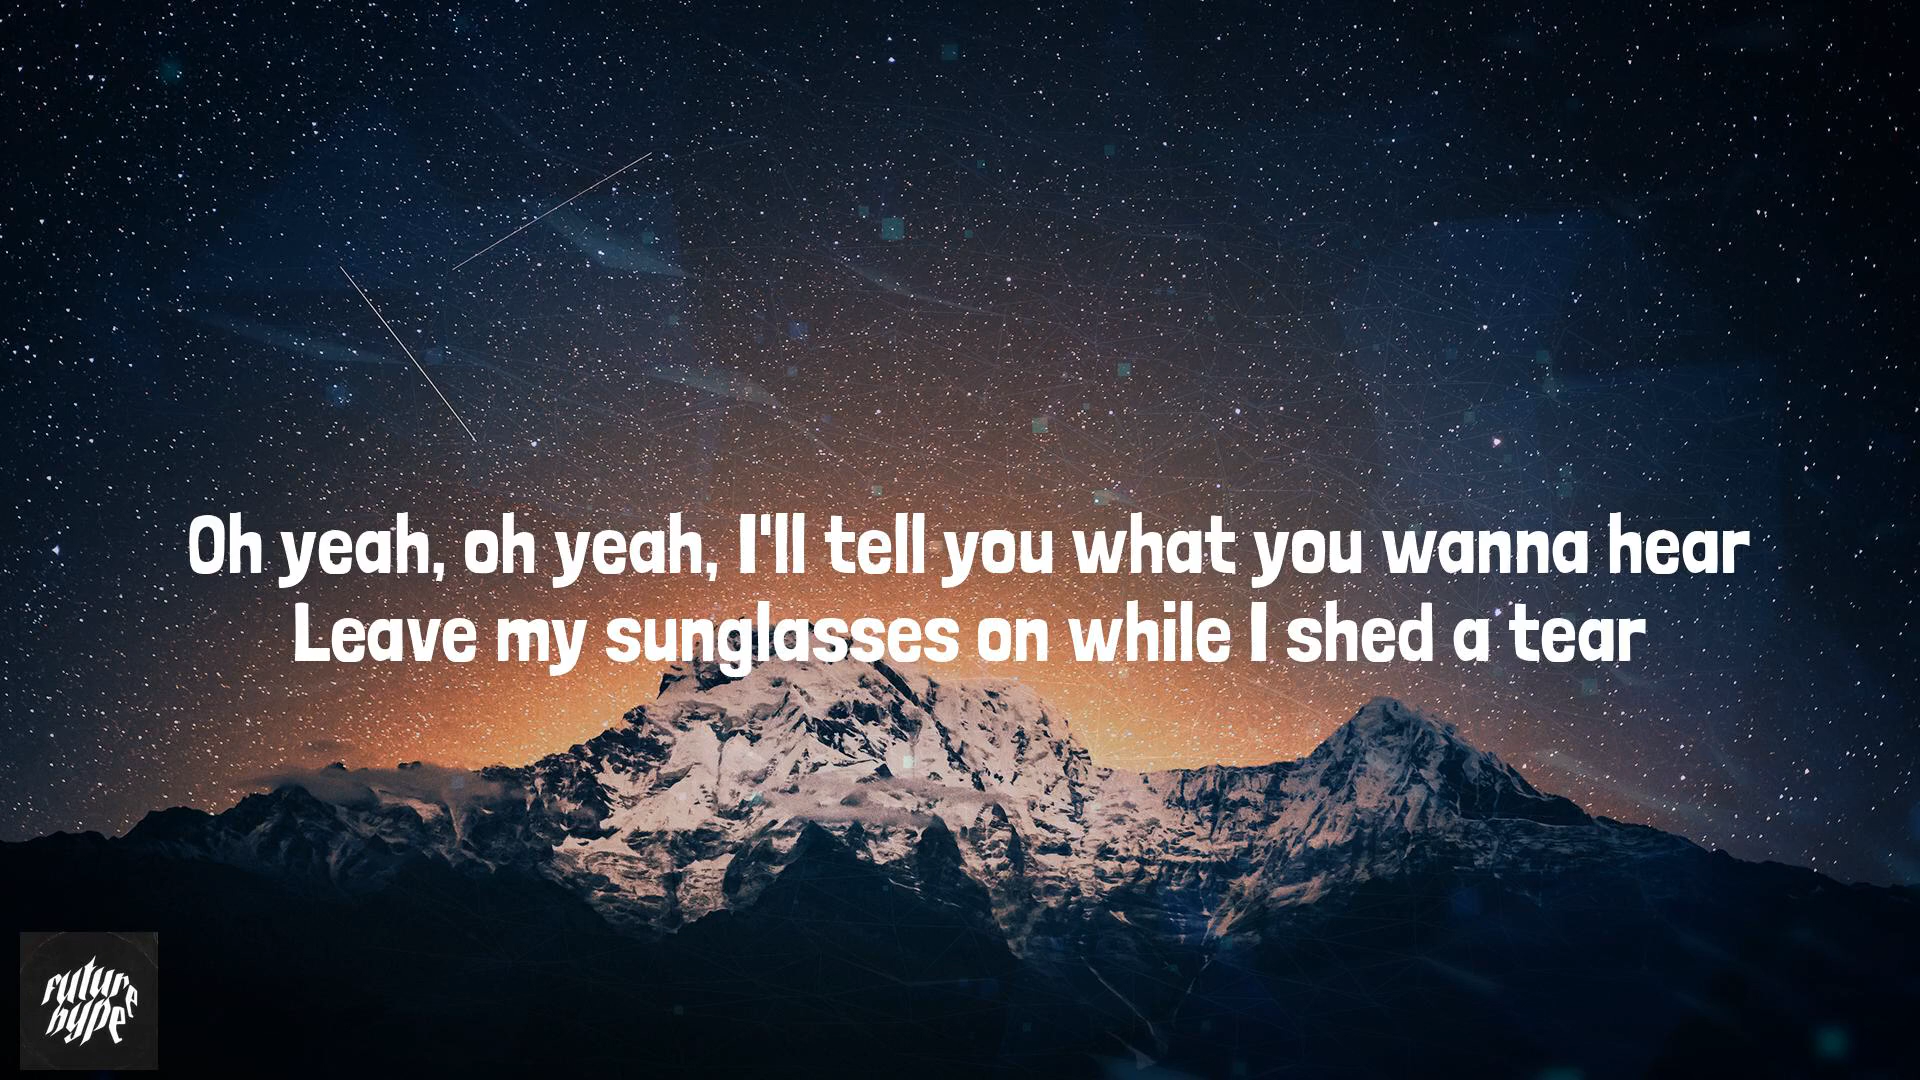 Oh yeah, oh yeah, I'll tell you what you wanna hear
Leave my sunglasses on while I shed a tear
future
hype